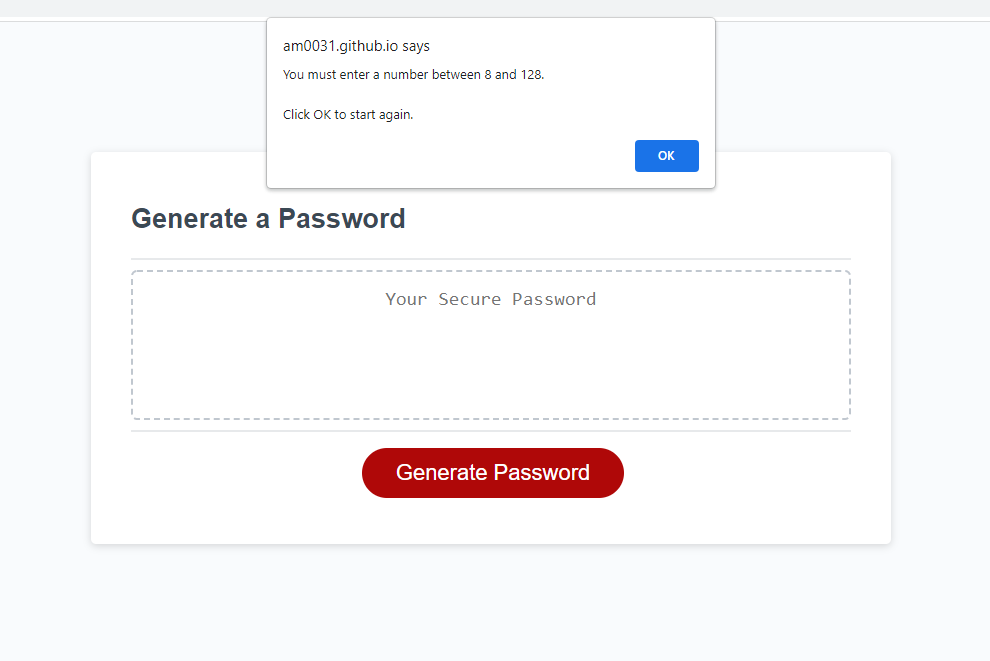 am0031.github.io says
You must enter a number between 8 and 128.
Click OK to start again.
OK
Generate a Password
Your Secure Password
Generate Password